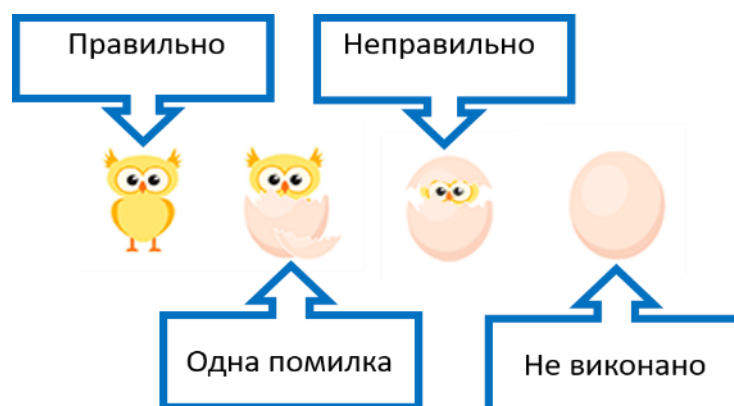 Правильно
Неправильно
Одна помилка
Не виконано